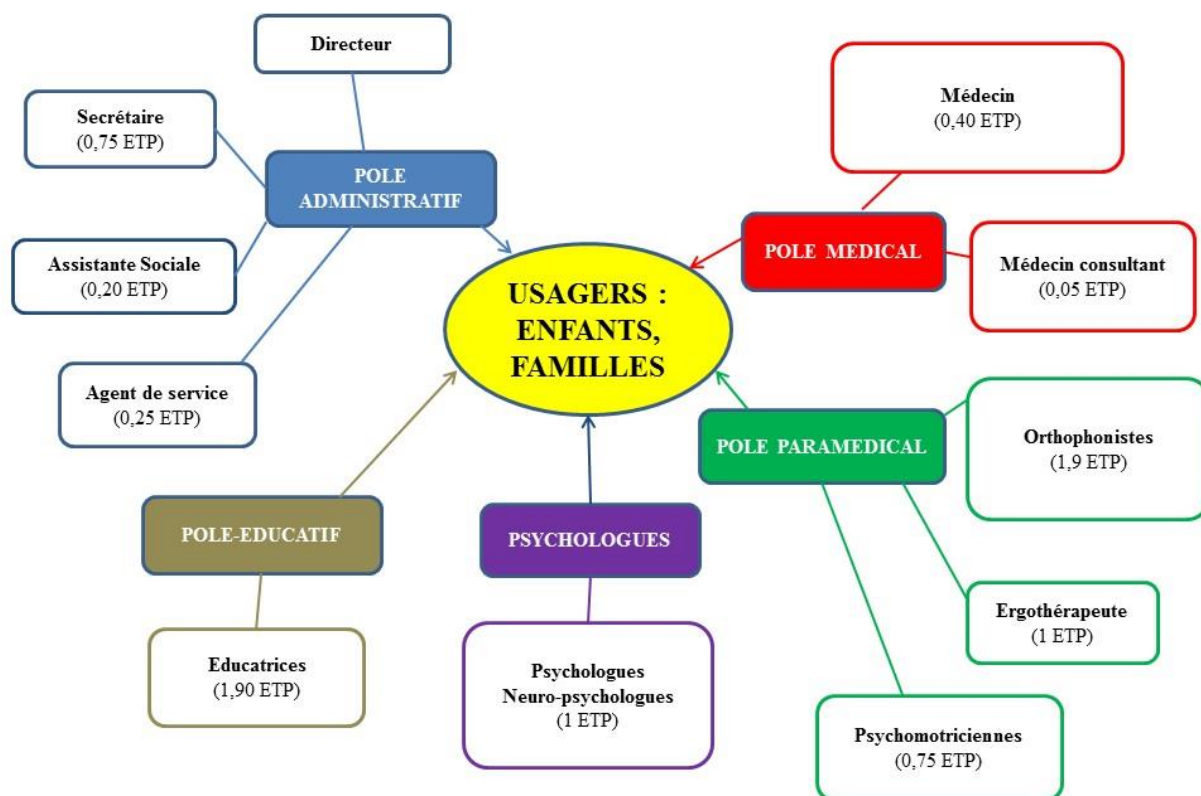 Directeur
Secrétaire
(0,75 ETP)
POLE
ADMINISTRATIF
Assistante Sociale
(0,20 ETP)
Agent de service
(0,25 ETP)
Médecin
(0,40 ETP)
POLE MEDICAL
Médecin consultant
(0,05 ETP)
USAGERS :
ENFANTS,
FAMILLES
POLE PARAMEDICAL
Orthophonistes
(1,9 ETP)
Ergothérapeute
(1 ETP)
Psychomotriciennes
(0,75 ETP)
POLE-EDUCATIF
Educatrices
(1,90 ETP)
PSYCHOLOGUES
Psychologues
Neuro-psychologues
(1 ETP)